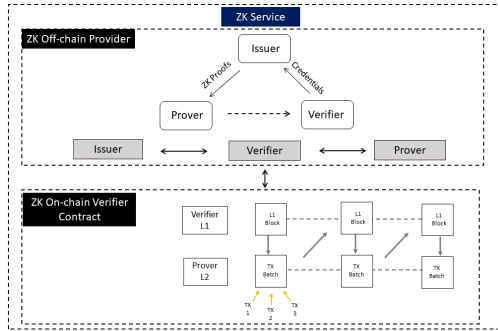 ZK Service
ZK Off-chain Provider
Issuer
ZK Proofs
Credentials
Prover
Verifier
Issuer
Verifier
Prover
ZK On-chain Verifier
Contract
Verifier
L1
L1
Block
L1
Block
L1
Block
Prover
L2
TX
Batch
TX
Batch
TX
Batch
TX
1
TX
2
TX
3